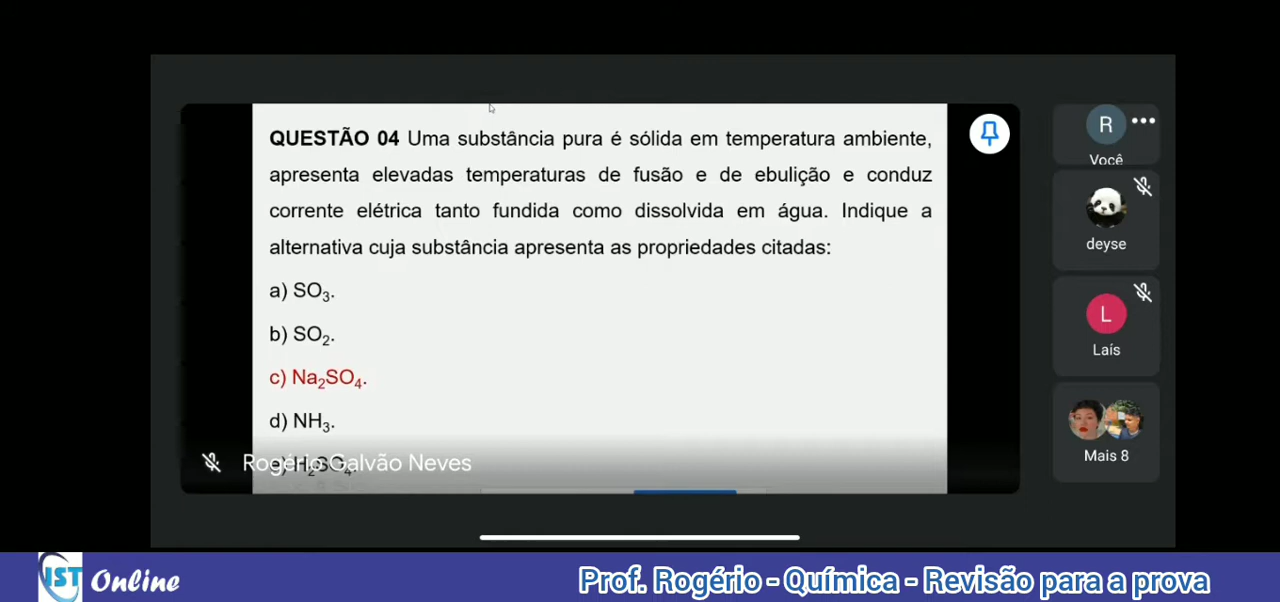 QUESTÃO 04 Uma substância pura é sólida em temperatura ambiente,
apresenta elevadas temperaturas de fusão e de ebulição e conduz
corrente elétrica tanto fundida como dissolvida em água. Indique a
alternativa cuja substância apresenta as propriedades citadas:
a) SO₃.
b) SO₂.
c) Na₂SO₄.
d) NH₃.
e) H₂SO₄.
Rogério Galvão Neves
R
Você
deyse
L
Laís
Mais 8
IST Online
Prof. Rogério - Química - Revisão para a prova